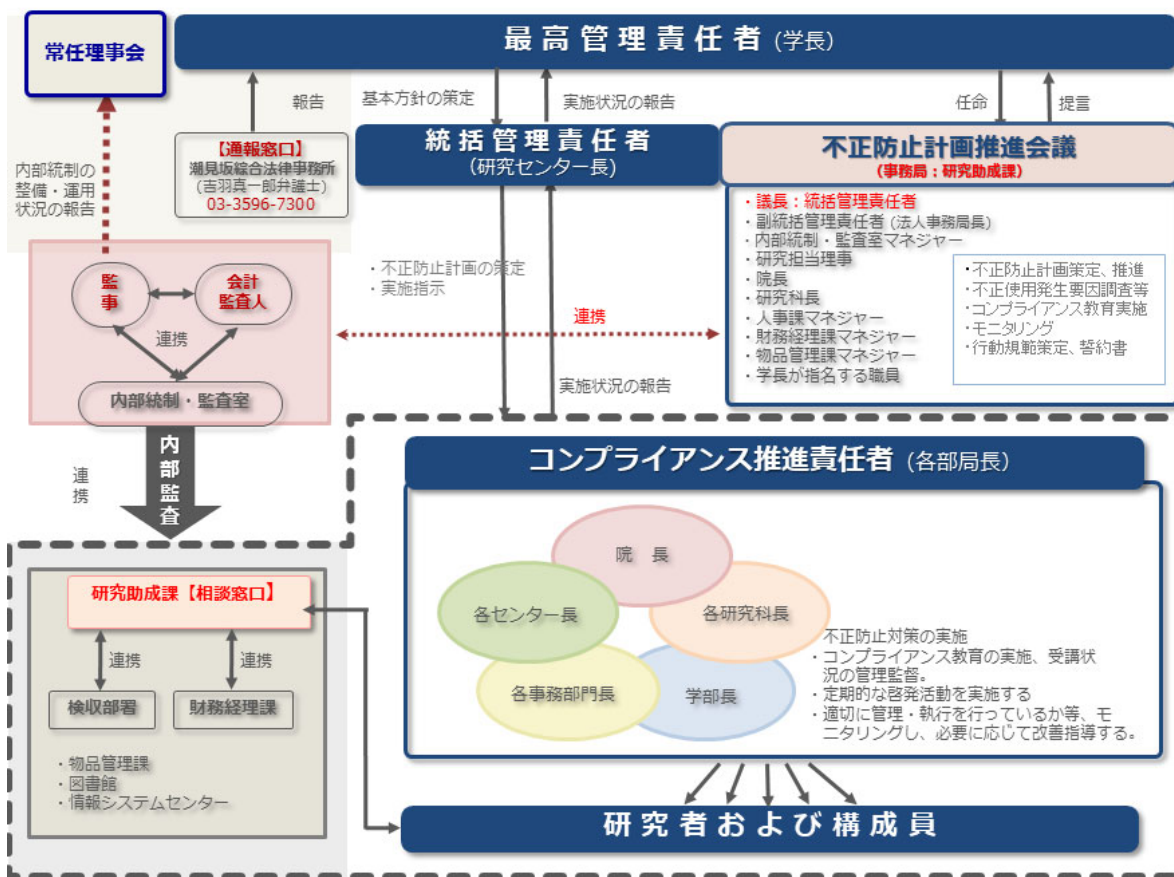 常任理事会
最高管理責任者 (学長)
報告
基本方針の策定
実施状況の報告
任命
提言
【通報窓口】
潮見坂綜合法律事務所
(吉羽真一郎弁護士)
03-3596-7300
統括管理責任者
(研究センター長)
不正防止計画推進会議
(事務局：研究助成課)
内部統制の
整備・運用
状況の報告
・議長：統括管理責任者
・副統括管理責任者 (法人事務局長)
・内部統制・監査室マネジャー
・研究担当理事
・院長
・研究科長
・人事課マネジャー
・財務経理課マネジャー
・物品管理課マネジャー
・学長が指名する職員
・不正防止計画策定、推進
・不正使用発生要因調査等
・コンプライアンス教育実施
・モニタリング
・行動規範策定、誓約書
監
事
会計
監査人
連携
内部統制・監査室
・不正防止計画の策定
・実施指示
連携
実施状況の報告
内部監査
連
携
コンプライアンス推進責任者 (各部局長)
院 長
各センター長
各研究科長
各事務部門長
学部長
不正防止対策の実施
・コンプライアンス教育の実施、受講状
況の管理監督。
・定期的な啓発活動を実施する
・適切に管理・執行を行っているか等、モ
ニタリングし、必要に応じて改善指導する。
研究助成課【相談窓口】
連携
連携
検収部署
財務経理課
・物品管理課
・図書館
・情報システムセンター
研究者および構成員